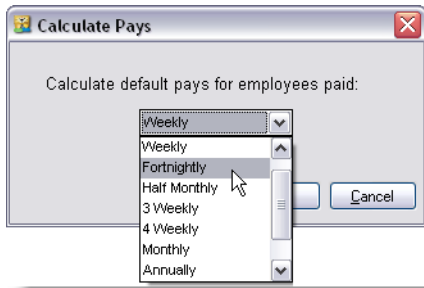 Calculate Pays
Calculate default pays for employees paid:
Weekly
Weekly
Fortnightly
Half Monthly
3 Weekly
4 Weekly
Monthly
Annually
Cancel